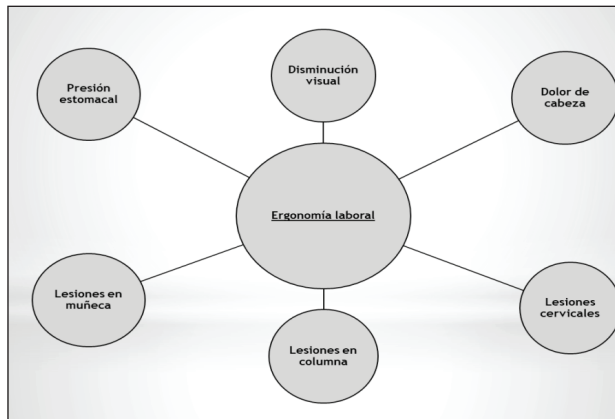 Presión
estomacal
Disminución
visual
Dolor de
cabeza
Ergonomía laboral
Lesiones en
muñeca
Lesiones en
columna
Lesiones
cervicales